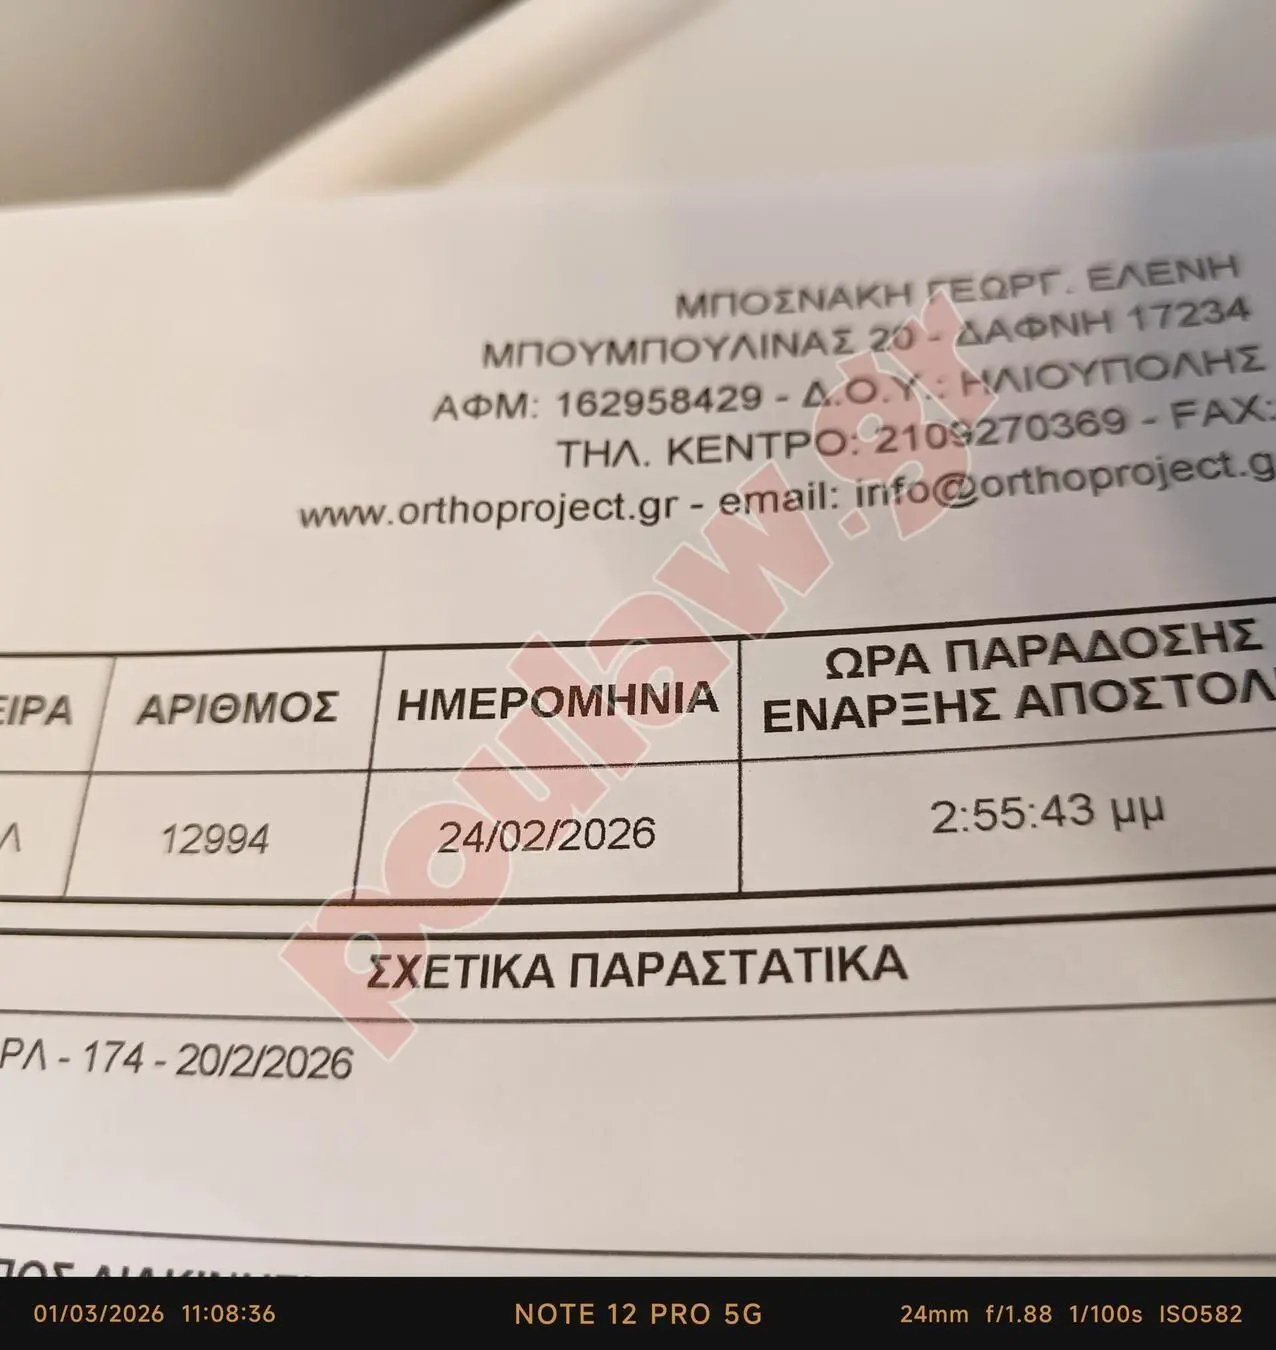 ΜΠΟΣΝΑΚΗ ΓΕΩΡΓ. ΕΛΕΝΗ
ΜΠΟΥΜΠΟΥΛΙΝΑΣ 20 - ΔΑΦΝΗ 17234
ΑΦΜ: 162958429 - Δ.Ο.Υ.: ΗΛΙΟΥΠΟΛΗΣ
ΤΗΛ. ΚΕΝΤΡΟ: 2109270369 - FAX:
www.orthoproject.gr - email: info@orthoproject.g
ΕΙΡΑ ΑΡΙΘΜΟΣ ΗΜΕΡΟΜΗΝΙΑ ΩΡΑ ΠΑΡΑΔΟΣΗΣ
ΕΝΑΡΞΗΣ ΑΠΟΣΤΟΛ
Λ 12994 24/02/2026 2:55:43 μμ
ΣΧΕΤΙΚΑ ΠΑΡΑΣΤΑΤΙΚΑ
ΡΛ - 174 - 20/2/2026
poulaw.gr
01/03/2026 11:08:36 NOTE 12 PRO 5G 24mm f/1.88 1/100s ISO582